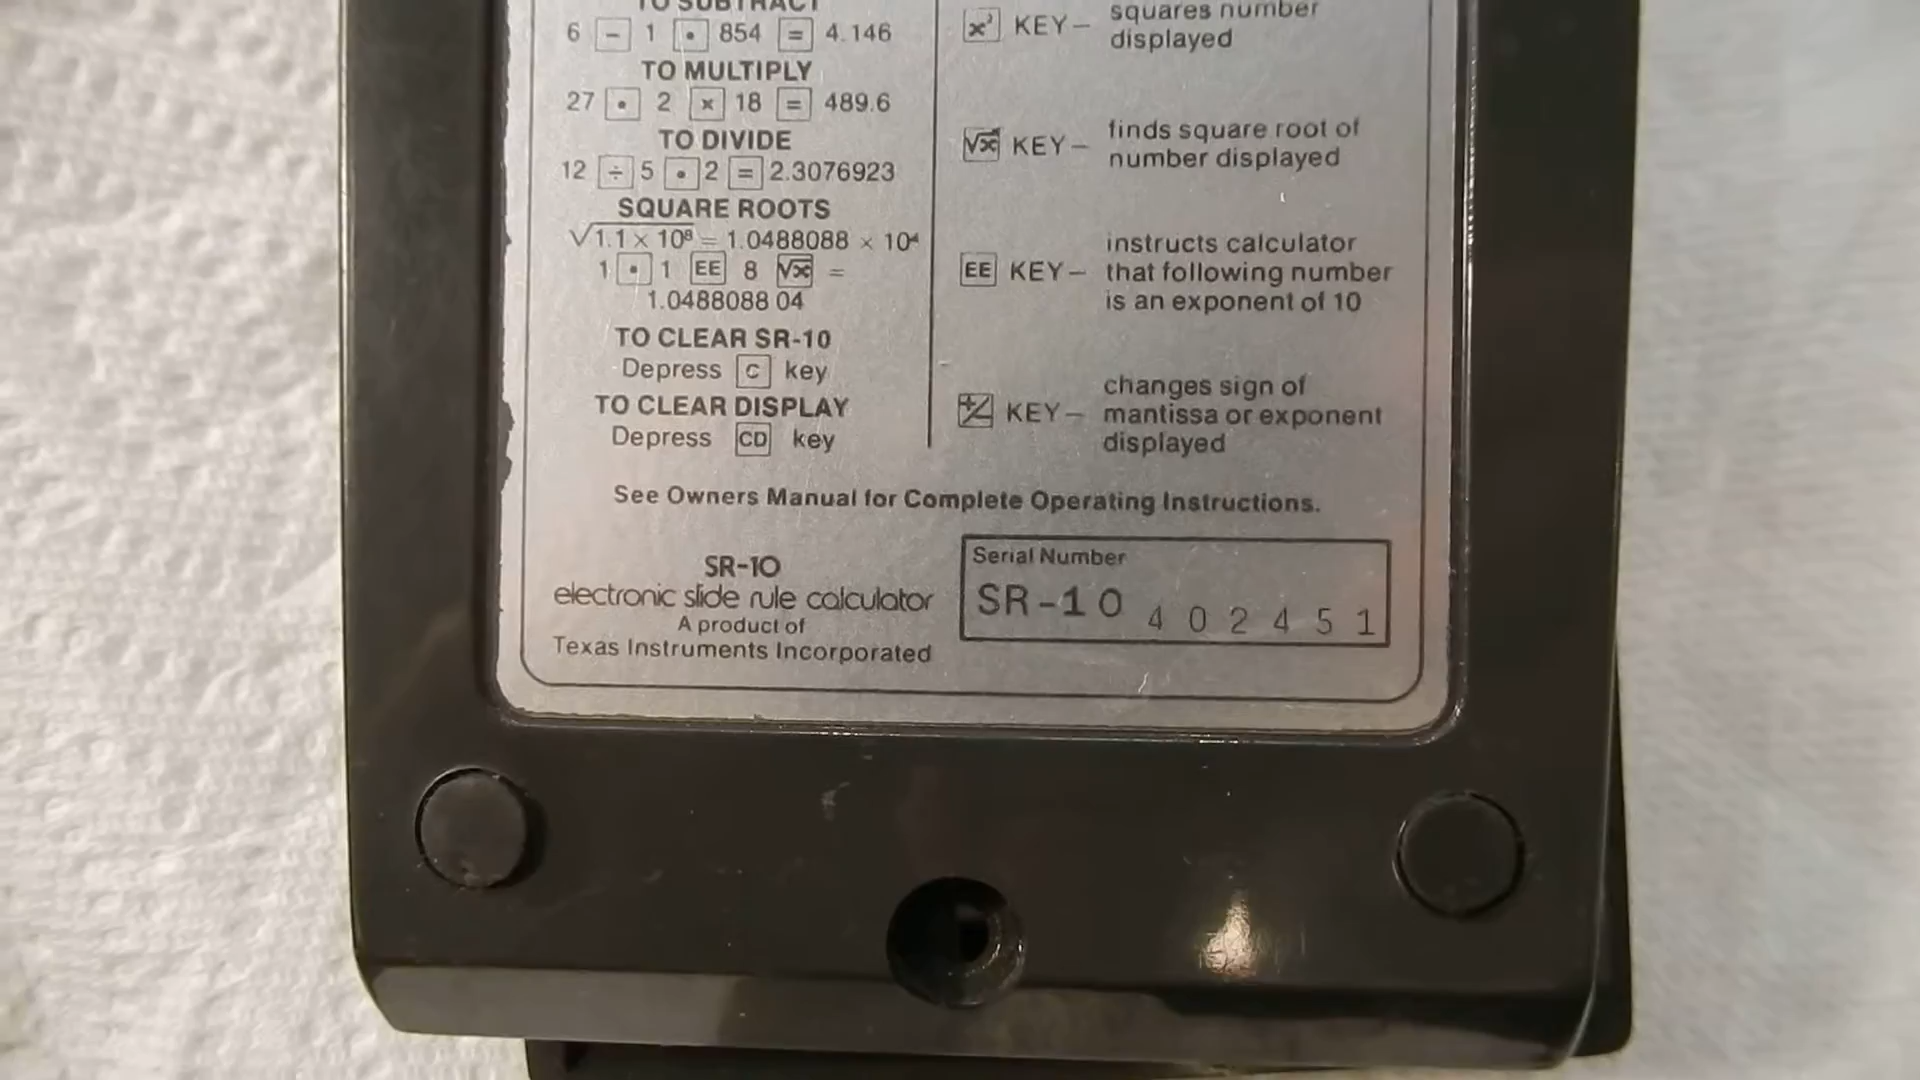 TO SUBTRACT
6 - 1 • 854 = 4.146
TO MULTIPLY
27 • 2 x 18 = 489.6
TO DIVIDE
12 ÷ 5 • 2 = 2.3076923
SQUARE ROOTS
√1.1 × 10⁸ = 1.0488088 × 10⁴
1 • 1 EE 8 √x =
1.0488088 04
TO CLEAR SR-10
Depress C key
TO CLEAR DISPLAY
Depress CD key
x² KEY — squares number
displayed
√x KEY — finds square root of
number displayed
EE KEY — instructs calculator
that following number
is an exponent of 10
+/- KEY — changes sign of
mantissa or exponent
displayed
See Owners Manual for Complete Operating Instructions.
SR-10
electronic slide rule calculator
A product of
Texas Instruments Incorporated
Serial Number
SR-10 402451